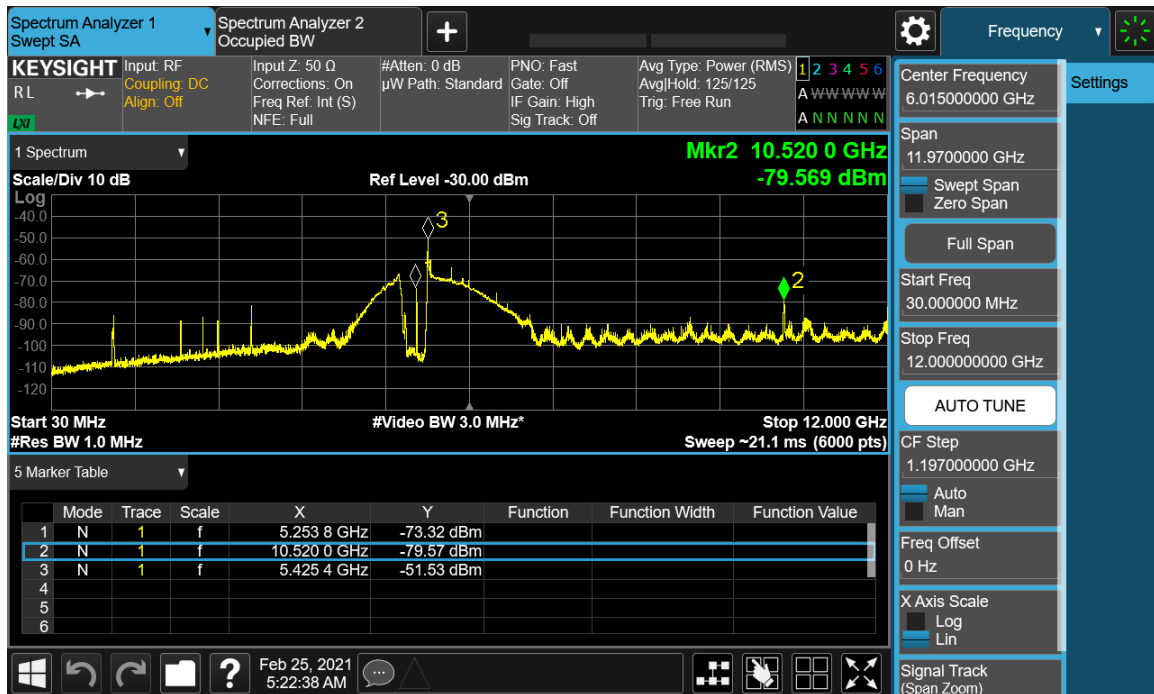 Spectrum Analyzer 1
Swept SA
Spectrum Analyzer 2
Occupied BW
+
Frequency
KEYSIGHT
RL
LXI
Input: RF
Coupling: DC
Align: Off
Input Z: 50 Ω
Corrections: On
Freq Ref: Int (S)
NFE: Full
#Atten: 0 dB
µW Path: Standard
PNO: Fast
Gate: Off
IF Gain: High
Sig Track: Off
Avg Type: Power (RMS)
Avg|Hold: 125/125
Trig: Free Run
1 2 3 4 5 6
A W W W W W
A N N N N N
1 Spectrum
Mkr2 10.520 0 GHz
-79.569 dBm
Scale/Div 10 dB
Ref Level -30.00 dBm
Log
-40.0
-50.0
-60.0
-70.0
-80.0
-90.0
-100
-110
-120
3
2
Start 30 MHz
#Video BW 3.0 MHz*
Stop 12.000 GHz
#Res BW 1.0 MHz
Sweep ~21.1 ms (6000 pts)
5 Marker Table
Mode Trace Scale X Y Function Function Width Function Value
1 N 1 f 5.253 8 GHz -73.32 dBm
2 N 1 f 10.520 0 GHz -79.57 dBm
3 N 1 f 5.425 4 GHz -51.53 dBm
4
5
6
?
Feb 25, 2021
5:22:38 AM
Center Frequency
6.015000000 GHz
Settings
Span
11.9700000 GHz
Swept Span
Zero Span
Full Span
Start Freq
30.000000 MHz
Stop Freq
12.000000000 GHz
AUTO TUNE
CF Step
1.197000000 GHz
Auto
Man
Freq Offset
0 Hz
X Axis Scale
Log
Lin
Signal Track
(Span Zoom)